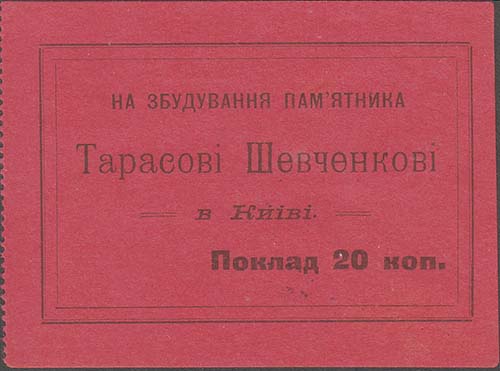 НА ЗБУДУВАННЯ ПАМ'ЯТНИКА
Тарасові Шевченкові
в Київі.
Поклад 20 коп.